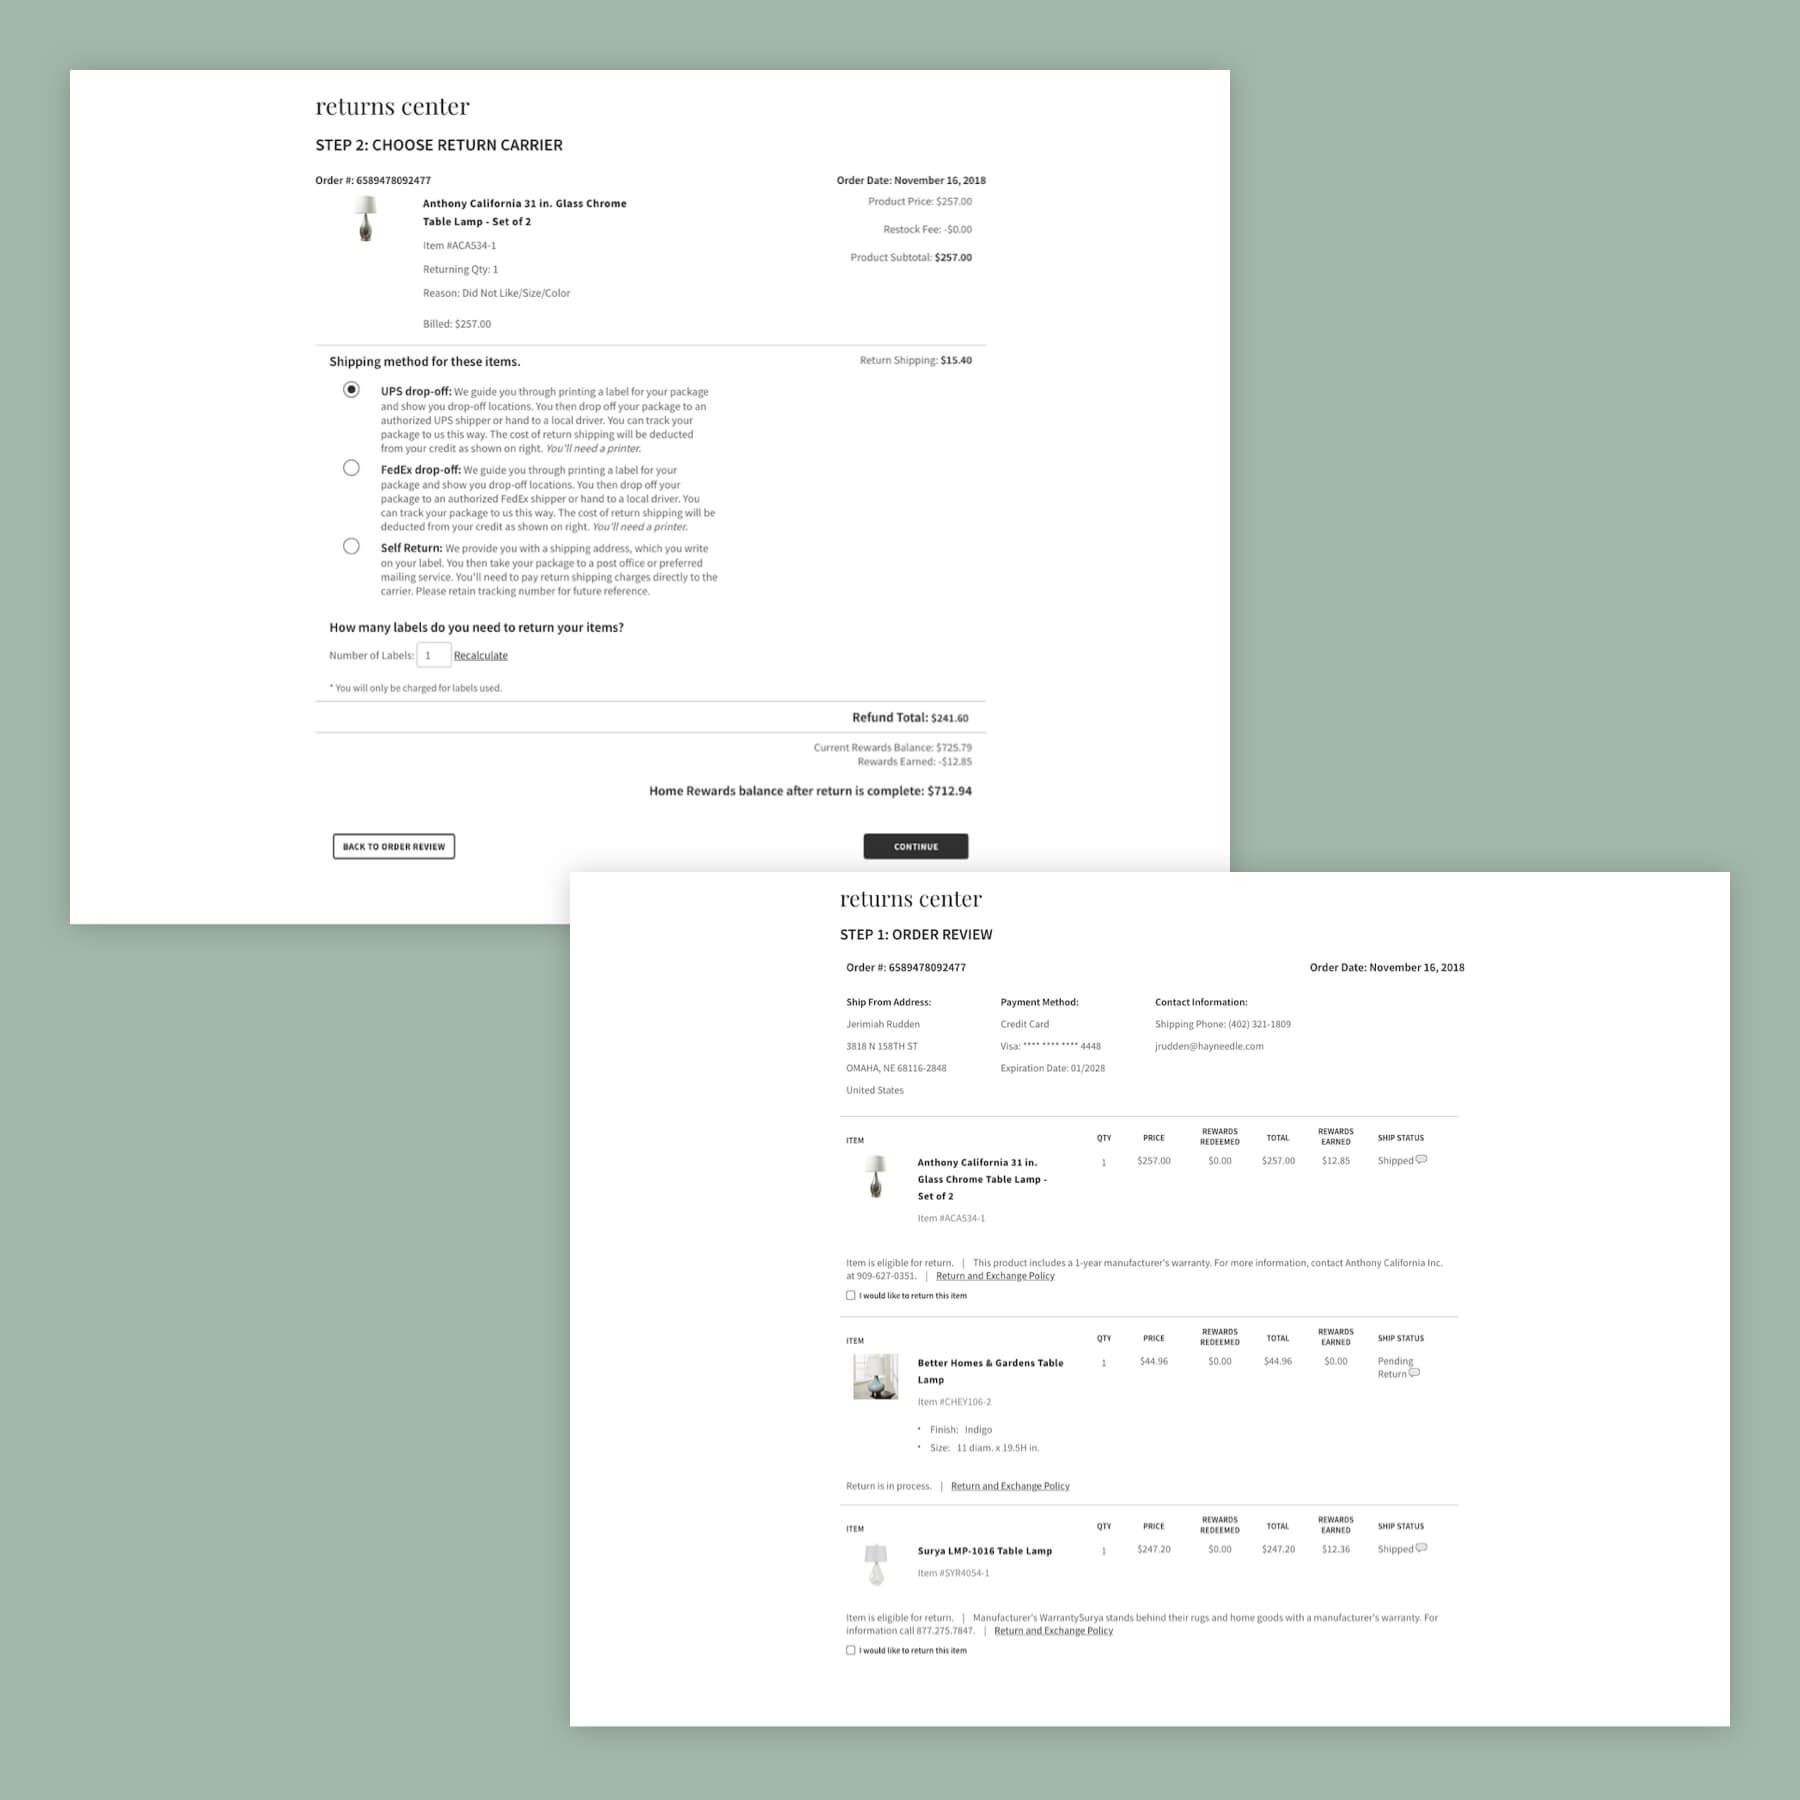 returns center
STEP 2: CHOOSE RETURN CARRIER
Order #: 6589478092477
Order Date: November 16, 2018
Anthony California 31 in. Glass Chrome
Table Lamp - Set of 2
Item #ACA534-1
Returning Qty: 1
Reason: Did Not Like/Size/Color
Billed: $257.00
Product Price: $257.00
Restock Fee: -$0.00
Product Subtotal: $257.00
Shipping method for these items.
Return Shipping: $15.40
UPS drop-off: We guide you through printing a label for your package
and show you drop-off locations. You then drop off your package to an
authorized UPS shipper or hand to a local driver. You can track your
package to us this way. The cost of return shipping will be deducted
from your credit as shown on right. You'll need a printer.
FedEx drop-off: We guide you through printing a label for your
package and show you drop-off locations. You then drop off your
package to an authorized FedEx shipper or hand to a local driver. You
can track your package to us this way. The cost of return shipping will be
deducted from your credit as shown on right. You'll need a printer.
Self Return: We provide you with a shipping address, which you write
on your label. You then take your package to a post office or preferred
mailing service. You'll need to pay return shipping charges directly to the
carrier. Please retain tracking number for future reference.
How many labels do you need to return your items?
Number of Labels: 1 Recalculate
* You will only be charged for labels used.
Refund Total: $241.60
Current Rewards Balance: $725.79
Rewards Earned: -$12.85
Home Rewards balance after return is complete: $712.94
BACK TO ORDER REVIEW
CONTINUE
returns center
STEP 1: ORDER REVIEW
Order #: 6589478092477
Order Date: November 16, 2018
Ship From Address:
Jerimiah Rudden
3818 N 158TH ST
OMAHA, NE 68116-2848
United States
Payment Method:
Credit Card
Visa: **** **** **** 4448
Expiration Date: 01/2028
Contact Information:
Shipping Phone: (402) 321-1809
jrudden@hayneedle.com
ITEM QTY PRICE REWARDS REDEEMED TOTAL REWARDS EARNED SHIP STATUS
Anthony California 31 in.
Glass Chrome Table Lamp -
Set of 2
Item #ACA534-1
1 $257.00 $0.00 $257.00 $12.85 Shipped
Item is eligible for return. | This product includes a 1-year manufacturer's warranty. For more information, contact Anthony California Inc.
at 909-627-0351. | Return and Exchange Policy
I would like to return this item
ITEM QTY PRICE REWARDS REDEEMED TOTAL REWARDS EARNED SHIP STATUS
Better Homes & Gardens Table
Lamp
Item #CHEY106-2
1 $44.96 $0.00 $44.96 $0.00 Pending
Return
• Finish: Indigo
• Size: 11 diam. x 19.5H in.
Return is in process. | Return and Exchange Policy
ITEM QTY PRICE REWARDS REDEEMED TOTAL REWARDS EARNED SHIP STATUS
Surya LMP-1016 Table Lamp
Item #SYR4054-1
1 $247.20 $0.00 $247.20 $12.36 Shipped
Item is eligible for return. | Manufacturer's WarrantySurya stands behind their rugs and home goods with a manufacturer's warranty. For
information call 877.275.7847. | Return and Exchange Policy
I would like to return this item